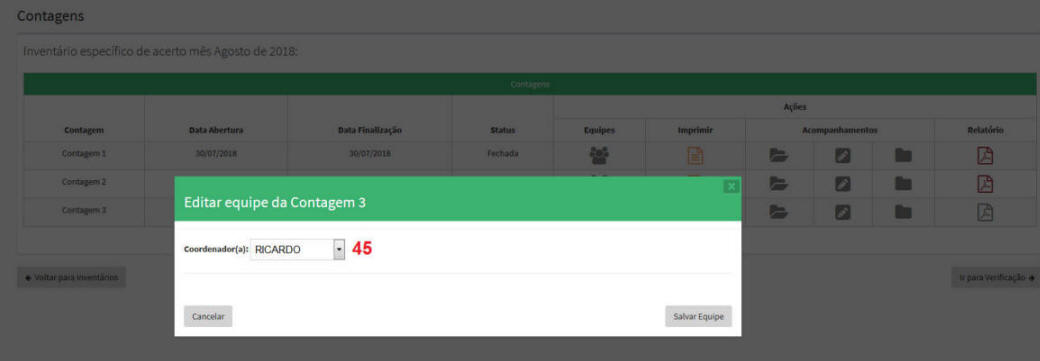 Contagens
Inventário específico de acerto mês Agosto de 2018:
Contagens
Ações
Contagem Data Abertura Data Finalização Status Equipes Imprimir Acompanhamentos Relatório
Contagem 1 30/07/2018 30/07/2018 Fechada
Contagem 2
Contagem 3
Editar equipe da Contagem 3 X
Coordenador(a): RICARDO 45
Cancelar Salvar Equipe
Voltar para Inventários Ir para Verificação